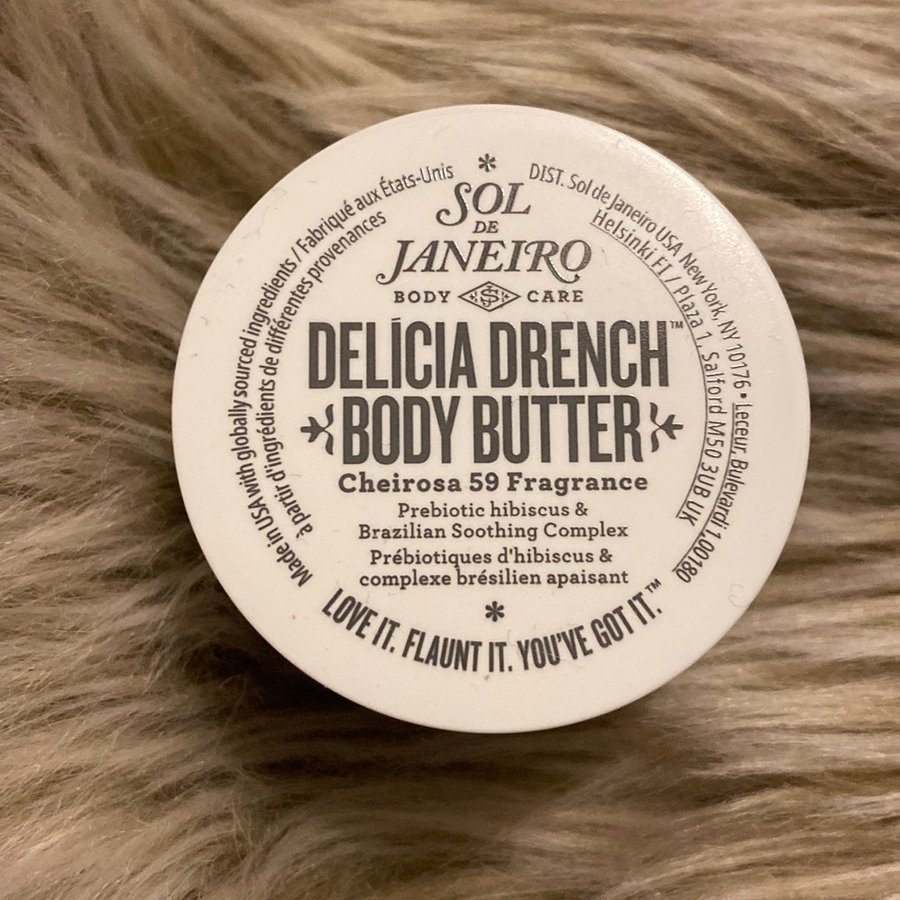 SOL
DE
JANEIRO
BODY CARE
DELÍCIA DRENCH™
BODY BUTTER
Cheirosa 59 Fragrance
Prebiotic hibiscus &
Brazilian Soothing Complex
Prébiotiques d'hibiscus &
complexe brésilien apaisant
LOVE IT. FLAUNT IT. YOU'VE GOT IT.™
Made in USA with globally sourced ingredients / Fabriqué aux États-Unis
à partir d'ingrédients de différentes provenances
DIST. Sol de Janeiro USA New York, NY 10176 • Leceur, Bulevardi 1, 00180
Helsinki FI / Plaza 1, Salford M50 3UB UK